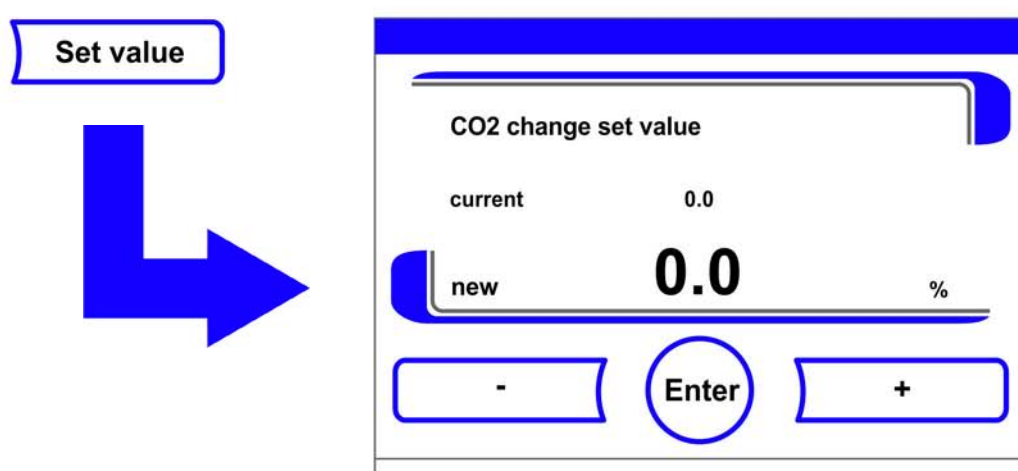 Set value
CO2 change set value
current 0.0
new 0.0 %
- Enter +